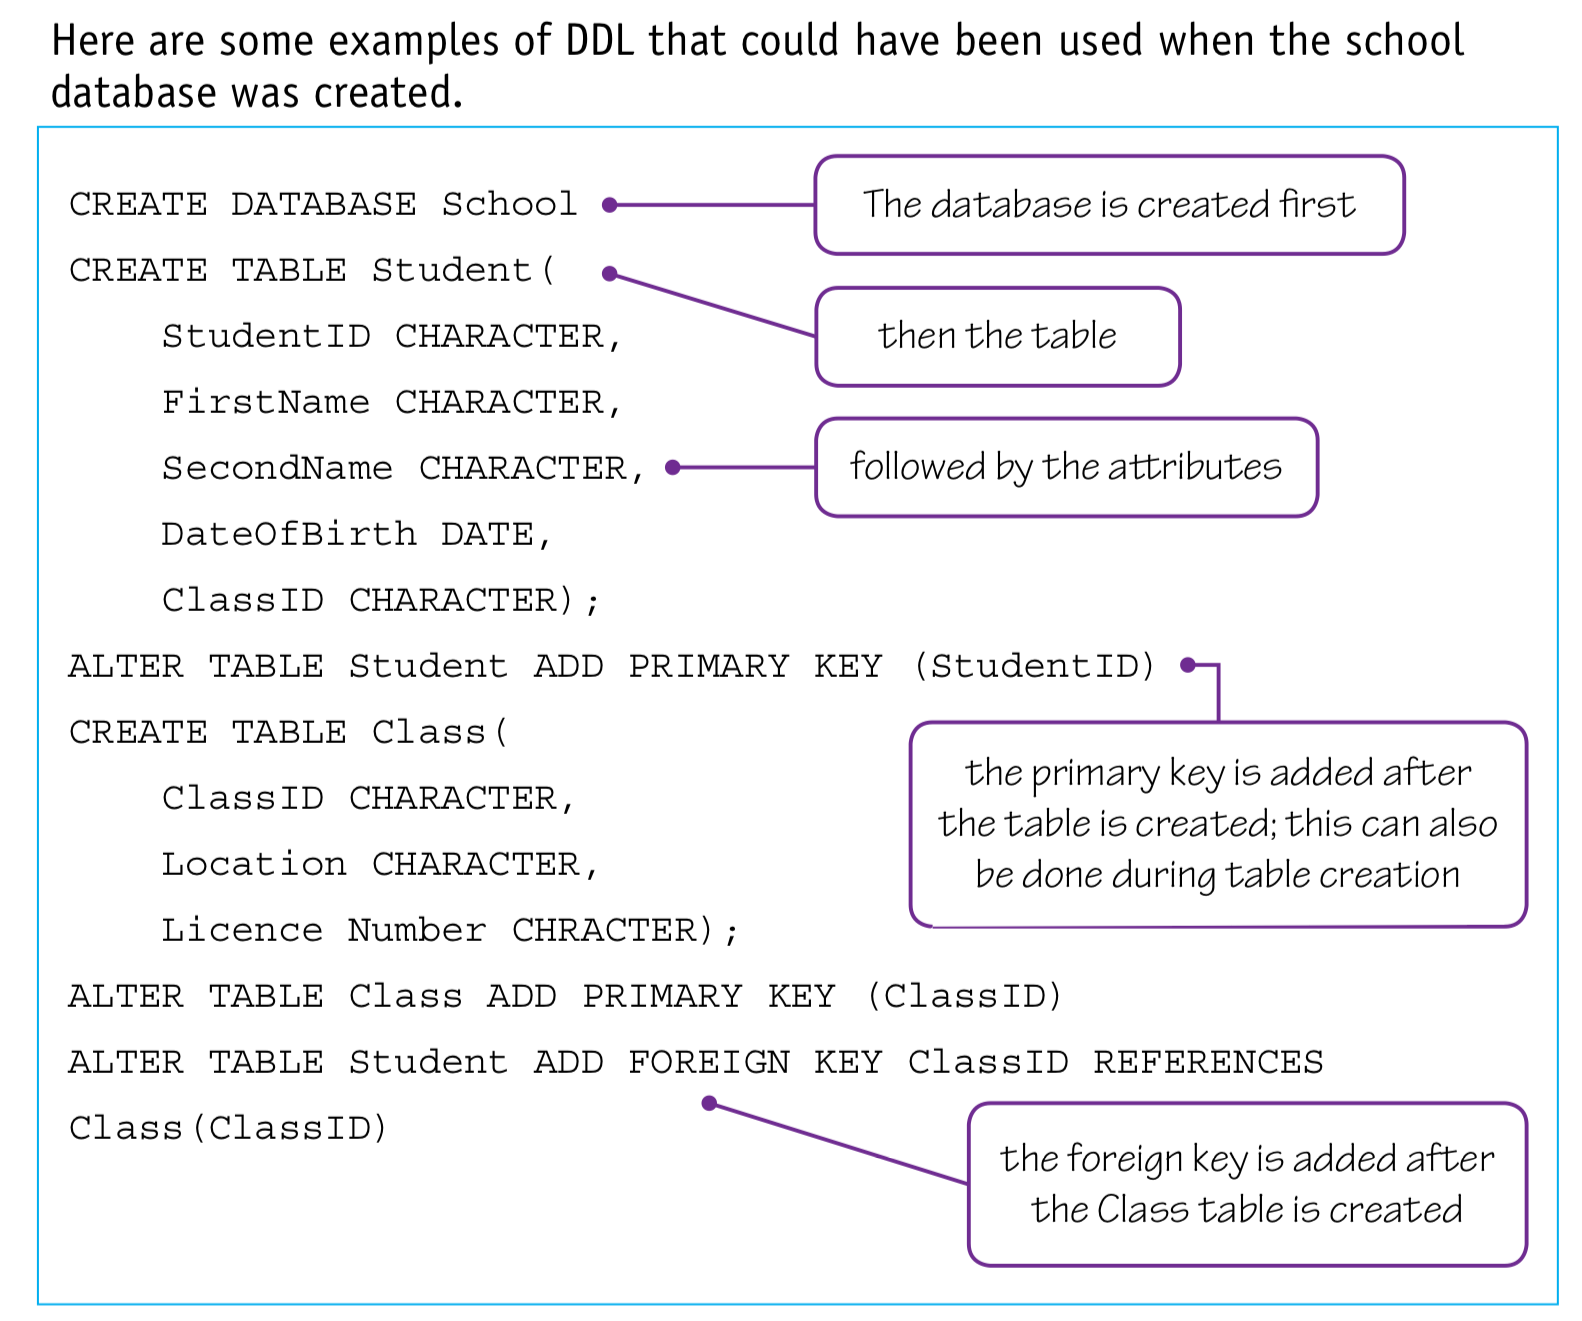 Here are some examples of DDL that could have been used when the school
database was created.
CREATE DATABASE School
The database is created first
CREATE TABLE Student(
then the table
StudentID CHARACTER,
FirstName CHARACTER,
SecondName CHARACTER,
followed by the attributes
DateOfBirth DATE,
ClassID CHARACTER);
ALTER TABLE Student ADD PRIMARY KEY (StudentID)
the primary key is added after
the table is created; this can also
be done during table creation
CREATE TABLE Class(
ClassID CHARACTER,
Location CHARACTER,
Licence Number CHRACTER);
ALTER TABLE Class ADD PRIMARY KEY (ClassID)
ALTER TABLE Student ADD FOREIGN KEY ClassID REFERENCES
Class(ClassID)
the foreign key is added after
the Class table is created